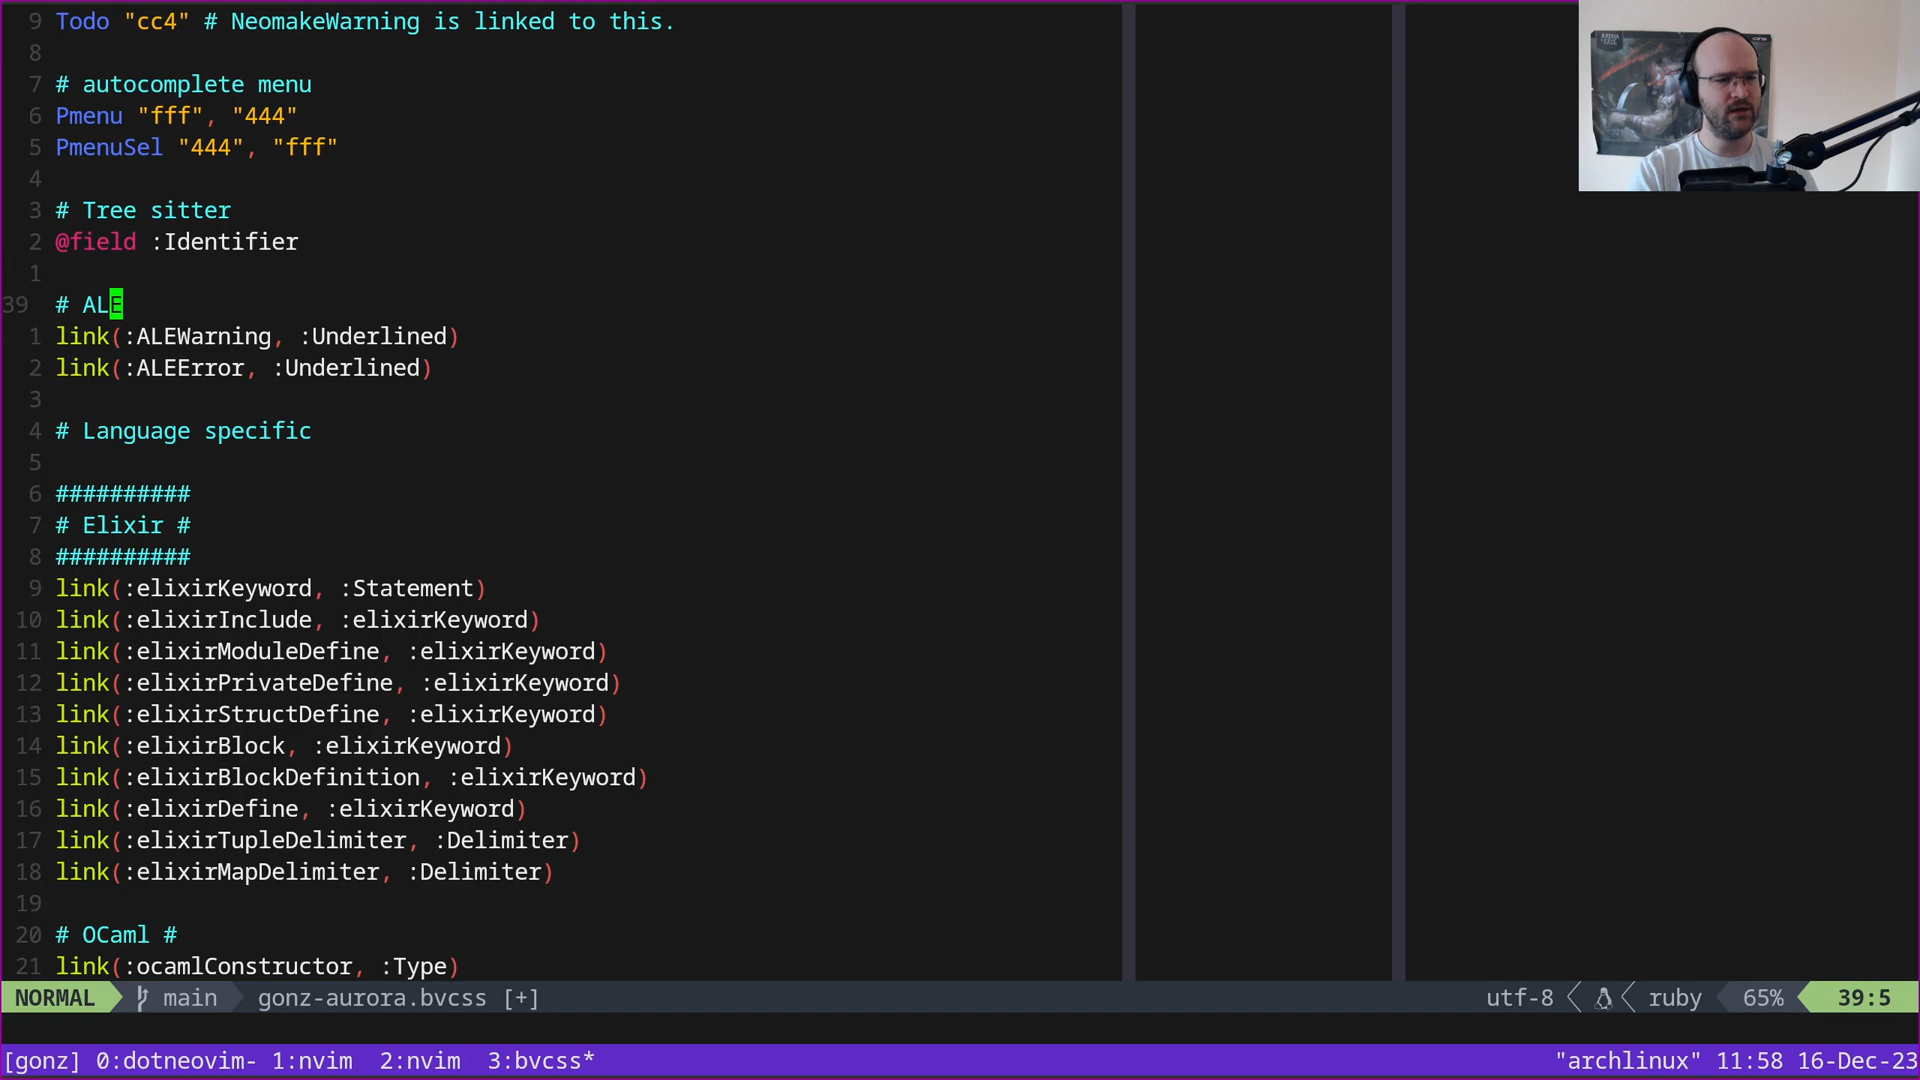 9 Todo "cc4" # NeomakeWarning is linked to this.
8
7 # autocomplete menu
6 Pmenu "fff", "444"
5 PmenuSel "444", "fff"
4
3 # Tree sitter
2 @field :Identifier
1
39 # ALE
1 link(:ALEWarning, :Underlined)
2 link(:ALEError, :Underlined)
3
4 # Language specific
5
6 ##########
7 # Elixir #
8 ##########
9 link(:elixirKeyword, :Statement)
10 link(:elixirInclude, :elixirKeyword)
11 link(:elixirModuleDefine, :elixirKeyword)
12 link(:elixirPrivateDefine, :elixirKeyword)
13 link(:elixirStructDefine, :elixirKeyword)
14 link(:elixirBlock, :elixirKeyword)
15 link(:elixirBlockDefinition, :elixirKeyword)
16 link(:elixirDefine, :elixirKeyword)
17 link(:elixirTupleDelimiter, :Delimiter)
18 link(:elixirMapDelimiter, :Delimiter)
19
20 # OCaml #
21 link(:ocamlConstructor, :Type)
NORMAL main gonz-aurora.bvcss [+] utf-8 ruby 65% 39:5
[gonz] 0:dotneovim- 1:nvim 2:nvim 3:bvcss* "archlinux" 11:58 16-Dec-23